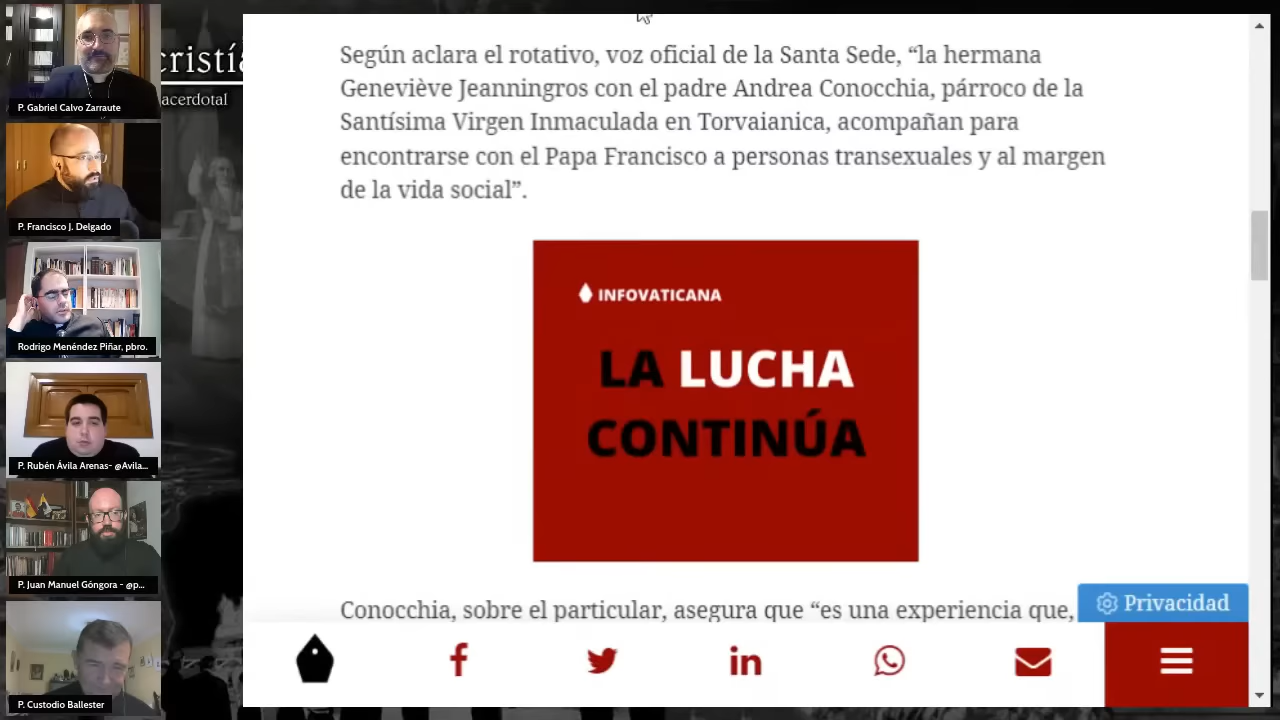 cristí
acerdotal
P. Gabriel Calvo Zarraute
P. Francisco J. Delgado
Rodrigo Menéndez Piñar, pbro.
P. Rubén Ávila Arenas- @Avila...
P. Juan Manuel Góngora - @p...
P. Custodio Ballester
Según aclara el rotativo, voz oficial de la Santa Sede, “la hermana
Geneviève Jeanningros con el padre Andrea Conocchia, párroco de la
Santísima Virgen Inmaculada en Torvaianica, acompañan para
encontrarse con el Papa Francisco a personas transexuales y al margen
de la vida social”.
INFOVATICANA
LA LUCHA
CONTINÚA
Conocchia, sobre el particular, asegura que “es una experiencia que,
Privacidad